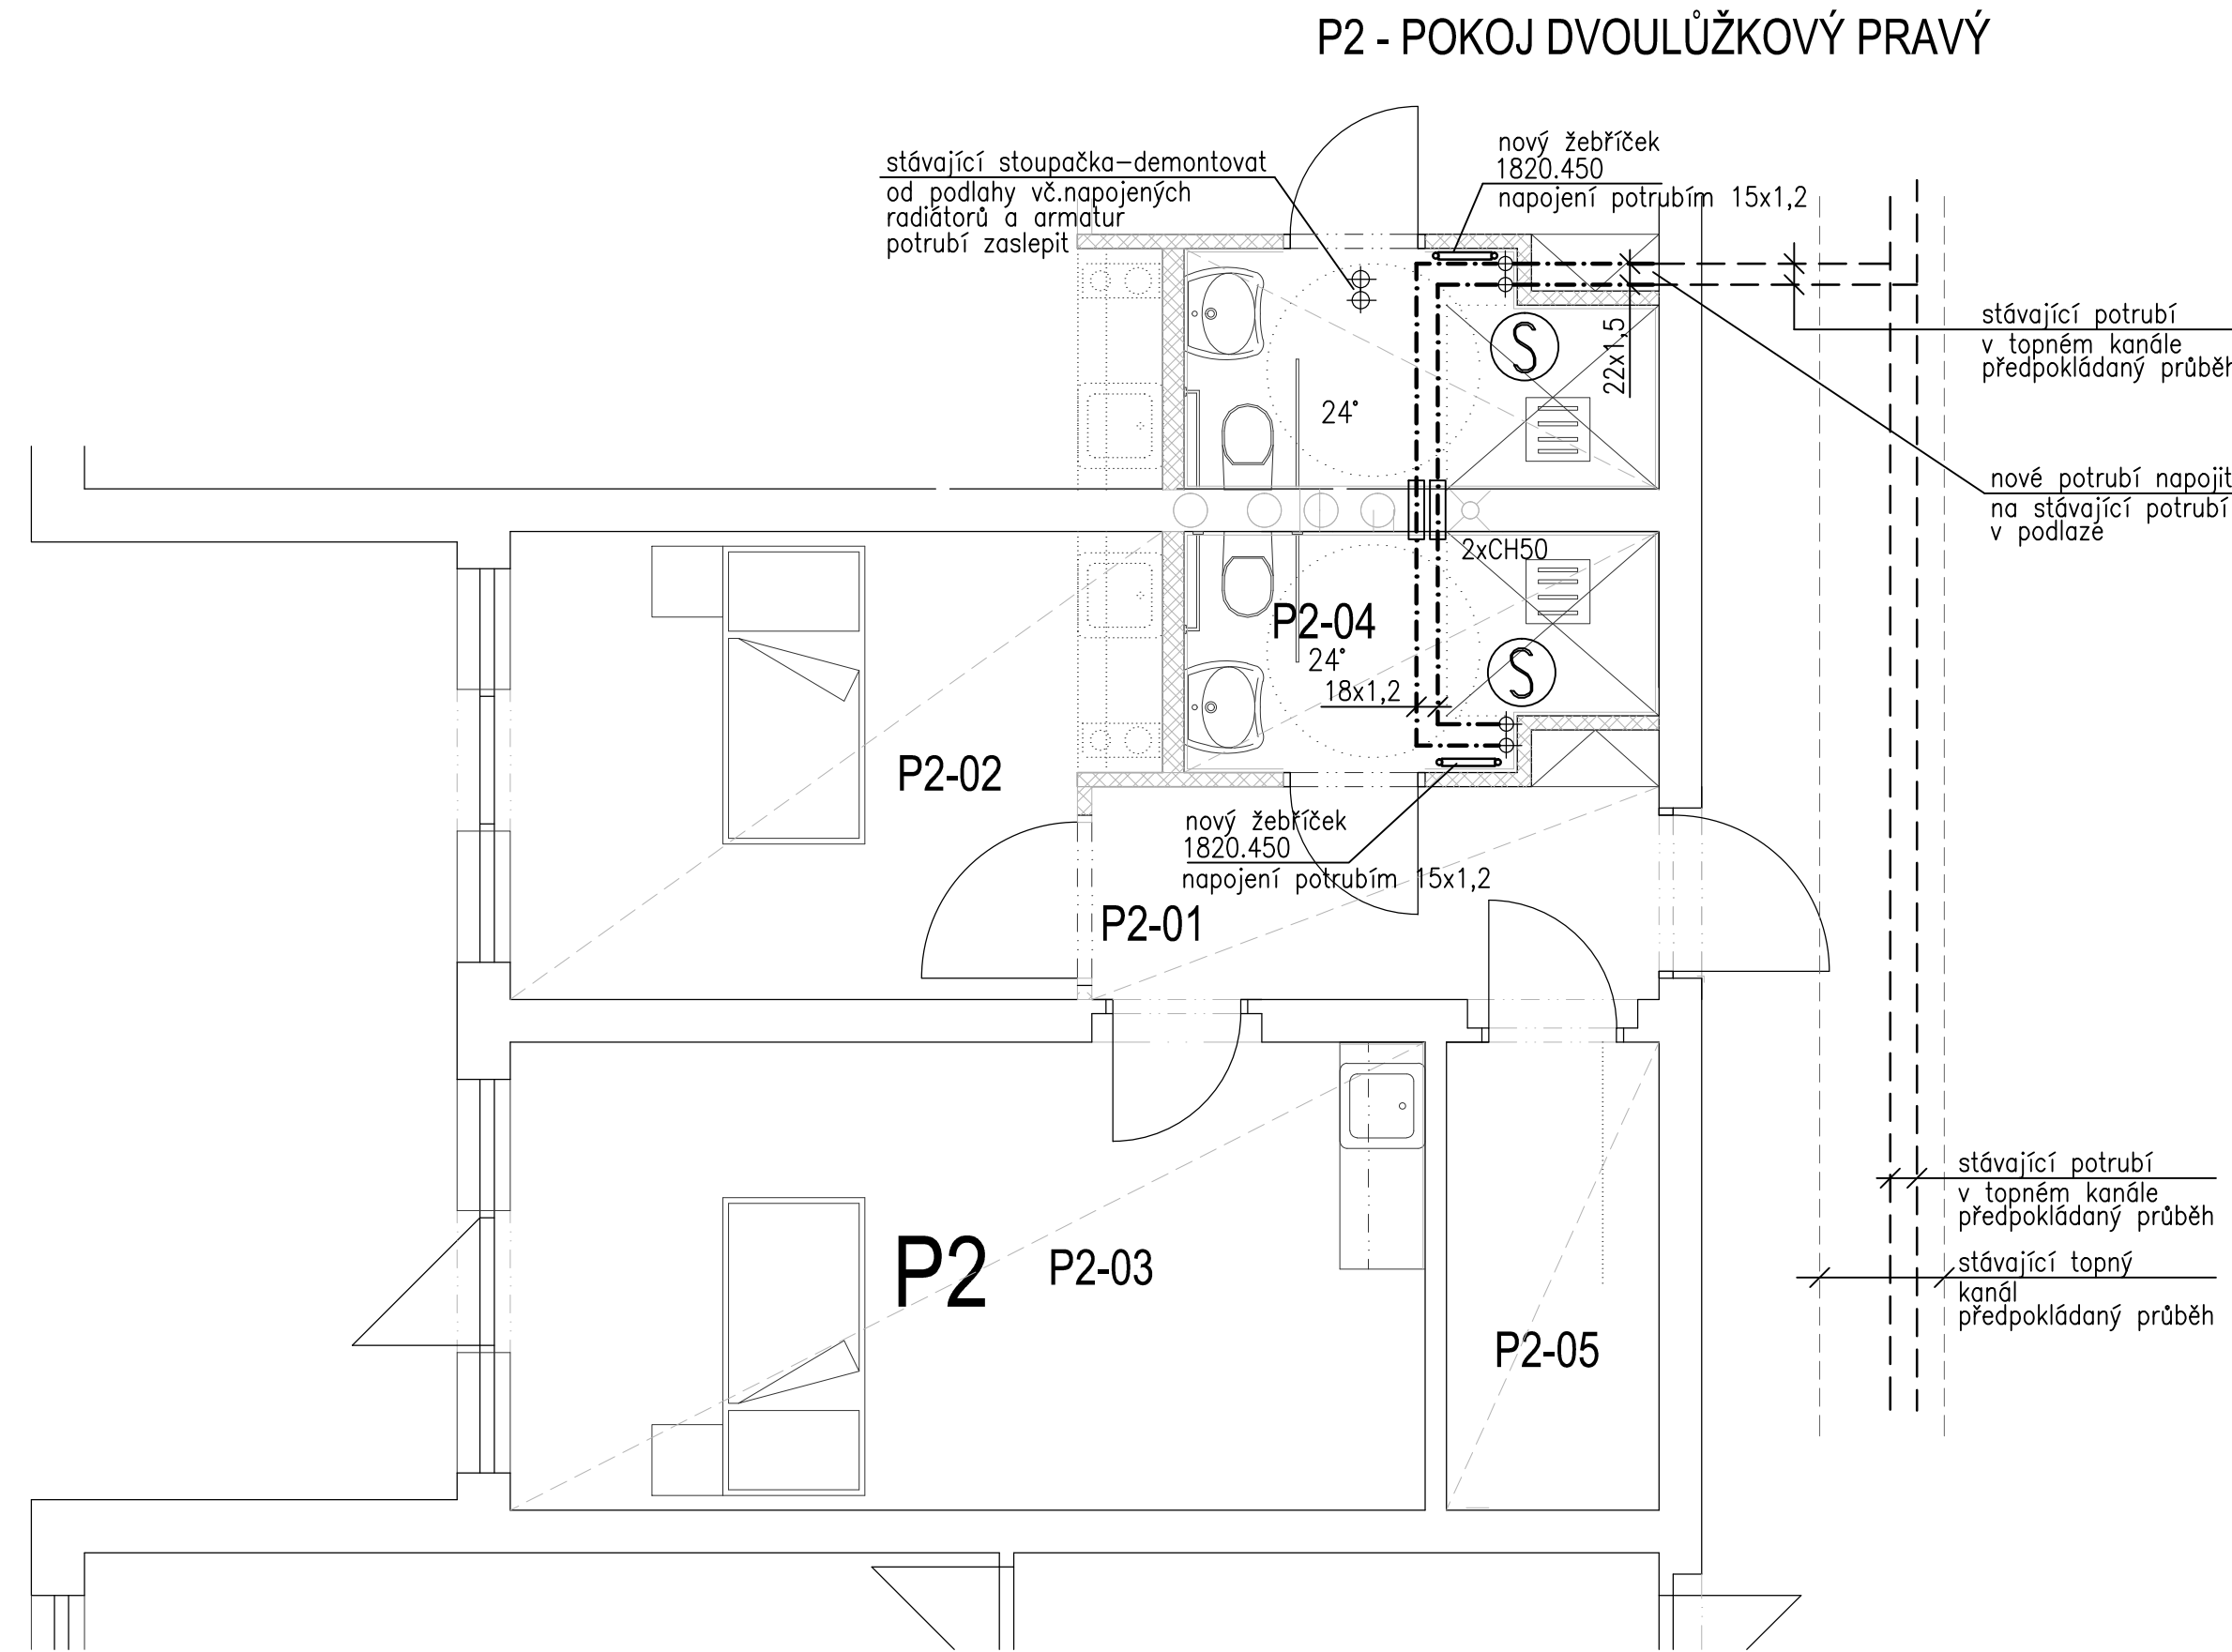 P2 - POKOJ DVOULŮŽKOVÝ PRAVÝ
stávající stoupačka-demontovat
od podlahy vč.napojených
radiátorů a armatur
potrubí zaslepit
nový žebříček
1820.450
napojení potrubím 15x1,2
stávající potrubí
v topném kanále
předpokládaný průběh
22x1,5
S
24°
nové potrubí napojit
na stávající potrubí
v podlaze
2xCH50
P2-04
24°
S
18x1,2
P2-02
nový žebříček
1820.450
napojení potrubím 15x1,2
P2-01
stávající potrubí
v topném kanále
předpokládaný průběh
stávající topný
kanál
předpokládaný průběh
P2
P2-03
P2-05